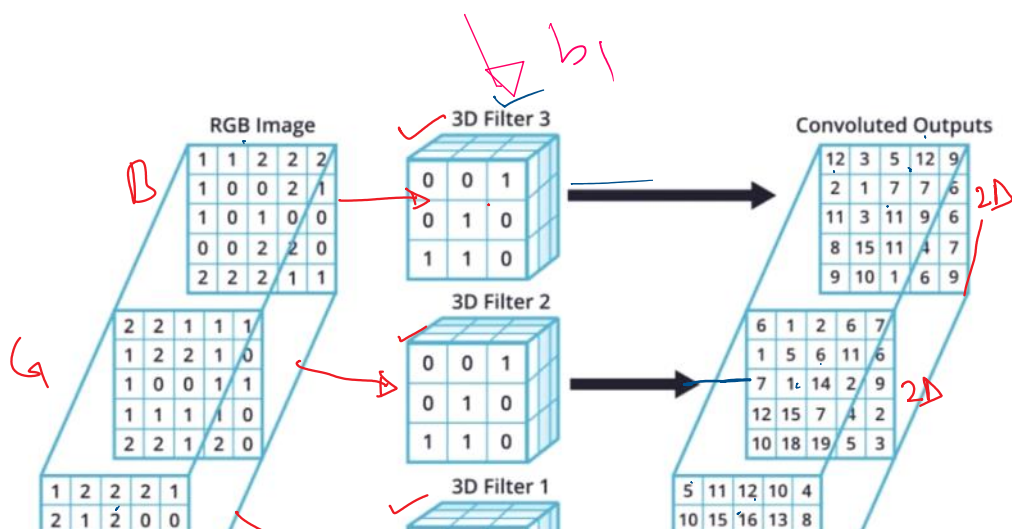 b1
3D Filter 3
RGB Image
Convoluted Outputs
B
1 1 2 2 2
1 0 0 2 1
1 0 1 0 0
0 0 2 2 0
2 2 2 1 1
0 0 1
0 1 0
1 1 0
12 3 5 12 9
2 1 7 7 6
11 3 11 9 6
8 15 11 4 7
9 10 1 6 9
2D
3D Filter 2
G
2 2 1 1 1
1 2 2 1 0
1 0 0 1 1
1 1 1 1 0
2 2 1 2 0
0 0 1
0 1 0
1 1 0
6 1 2 6 7
1 5 6 11 6
7 1 14 2 9
12 15 7 4 2
10 18 19 5 3
2D
3D Filter 1
1 2 2 2 1
2 1 2 0 0
5 11 12 10 4
10 15 16 13 8